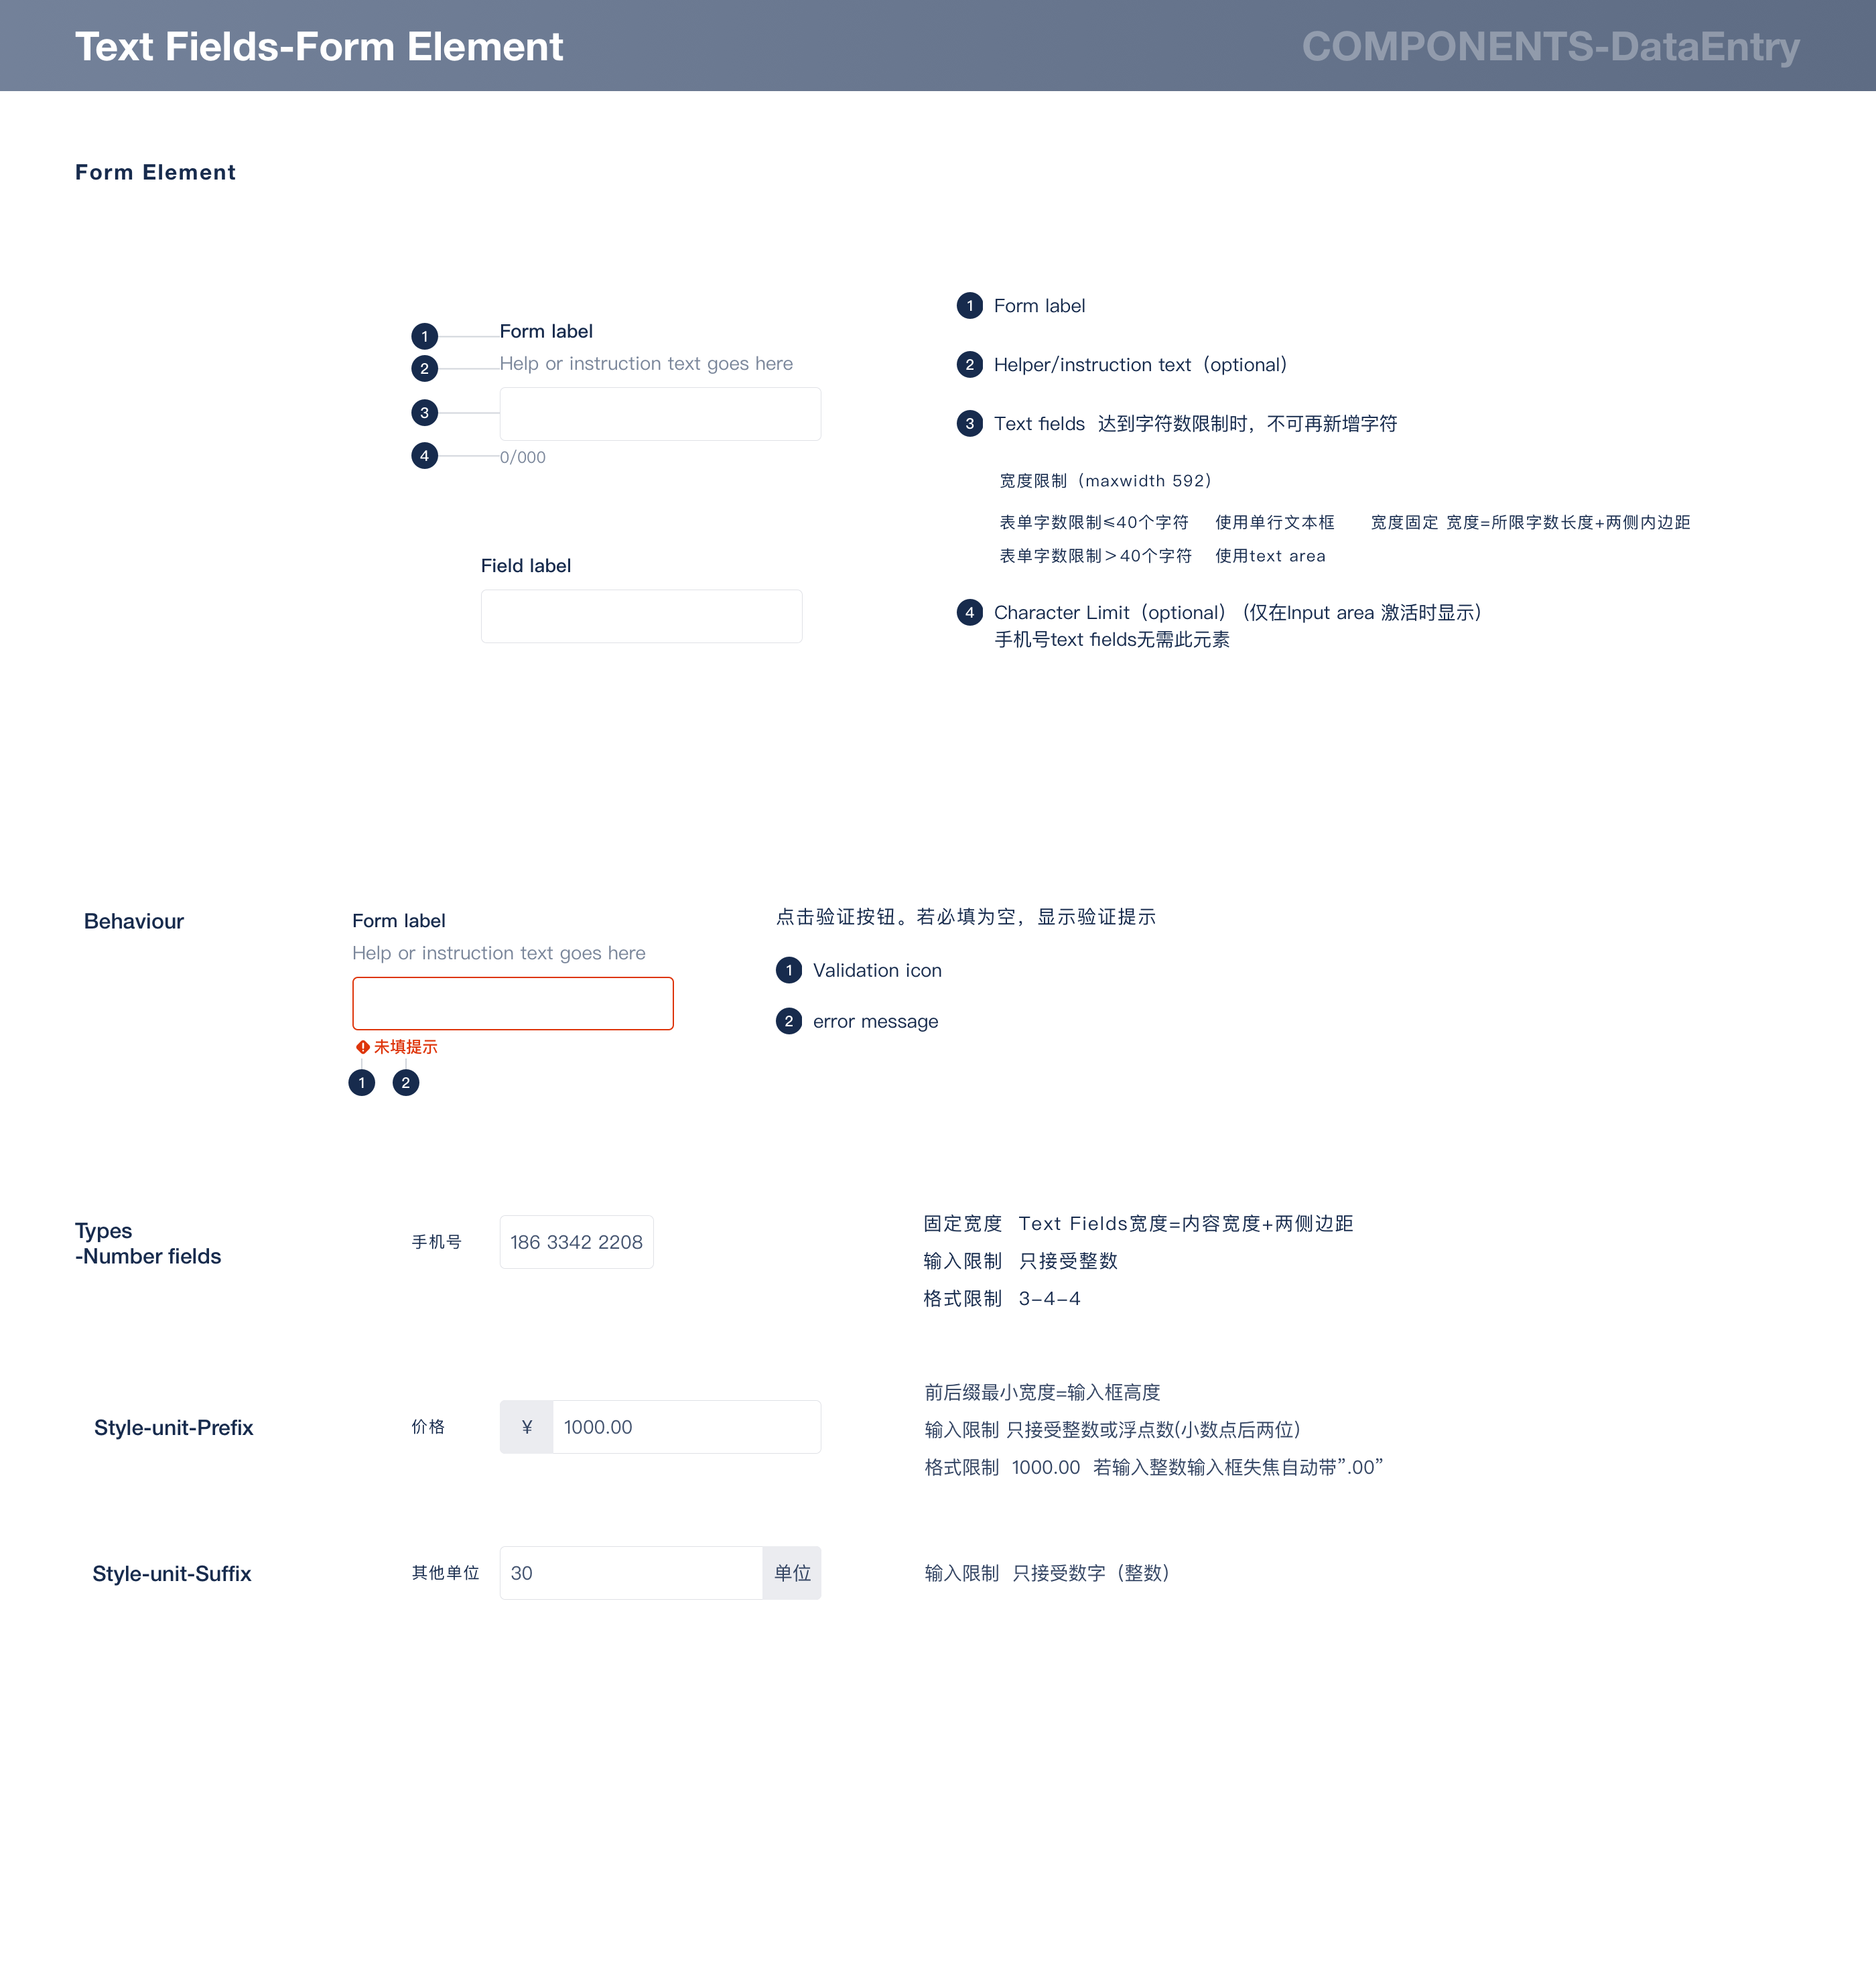 Text Fields-Form Element
COMPONENTS-DataEntry
Form Element
1 Form label
2 Help or instruction text goes here
3
4 0/000
Field label
1 Form label
2 Helper/instruction text（optional）
3 Text fields 达到字符数限制时，不可再新增字符
宽度限制（maxwidth 592）
表单字数限制≤40个字符 使用单行文本框 宽度固定 宽度=所限字数长度+两侧内边距
表单字数限制＞40个字符 使用text area
4 Character Limit（optional）（仅在Input area 激活时显示）
手机号text fields无需此元素
Behaviour
Form label
Help or instruction text goes here
未填提示
1 2
点击验证按钮。若必填为空，显示验证提示
1 Validation icon
2 error message
Types
-Number fields
手机号
186 3342 2208
固定宽度 Text Fields宽度=内容宽度+两侧边距
输入限制 只接受整数
格式限制 3-4-4
Style-unit-Prefix
价格
¥ 1000.00
前后缀最小宽度=输入框高度
输入限制 只接受整数或浮点数(小数点后两位)
格式限制 1000.00 若输入整数输入框失焦自动带”.00”
Style-unit-Suffix
其他单位
30 单位
输入限制 只接受数字（整数）